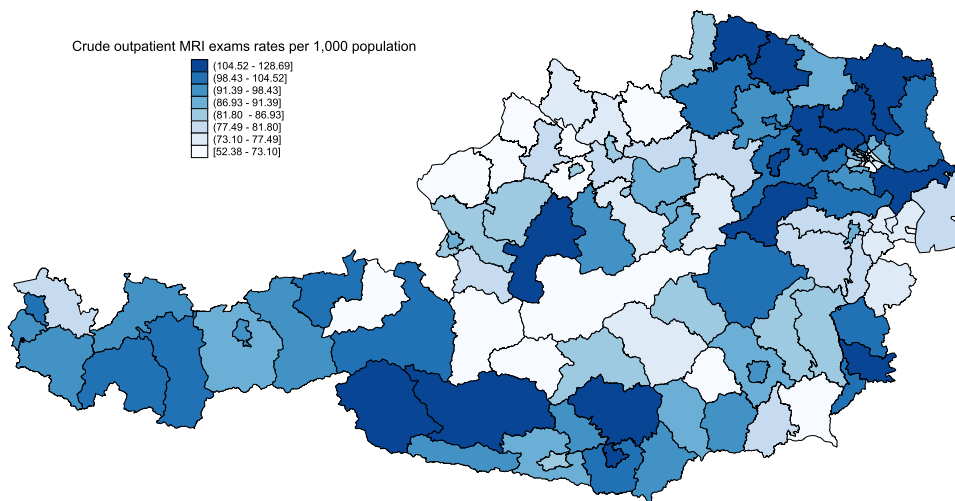 Crude outpatient MRI exams rates per 1,000 population
(104.52 - 128.69]
(98.43 - 104.52]
(91.39 - 98.43]
(86.93 - 91.39]
(81.80 - 86.93]
(77.49 - 81.80]
(73.10 - 77.49]
[52.38 - 73.10]